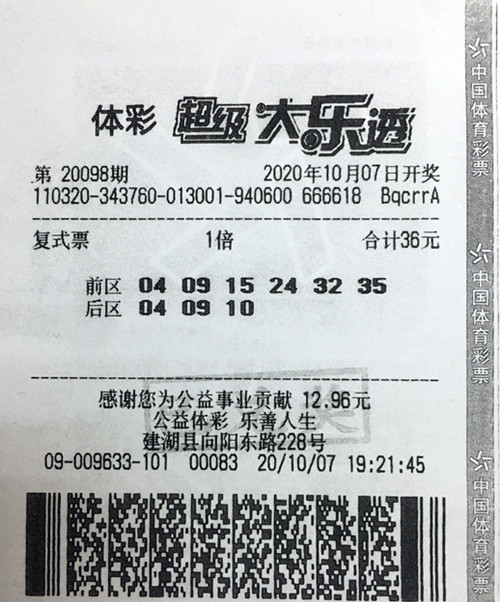 体彩 超级大乐透
第 20098期 2020年10月07日开奖
110320-343760-013001-940600 666618 BqcrrA
复式票 1倍 合计36元
前区 04 09 15 24 32 35
后区 04 09 10
感谢您为公益事业贡献 12.96元
公益体彩 乐善人生
建湖县向阳东路228号
09-009633-101 00083 20/10/07 19:21:45
中国体育彩票
中国体育彩票
中国体育彩票